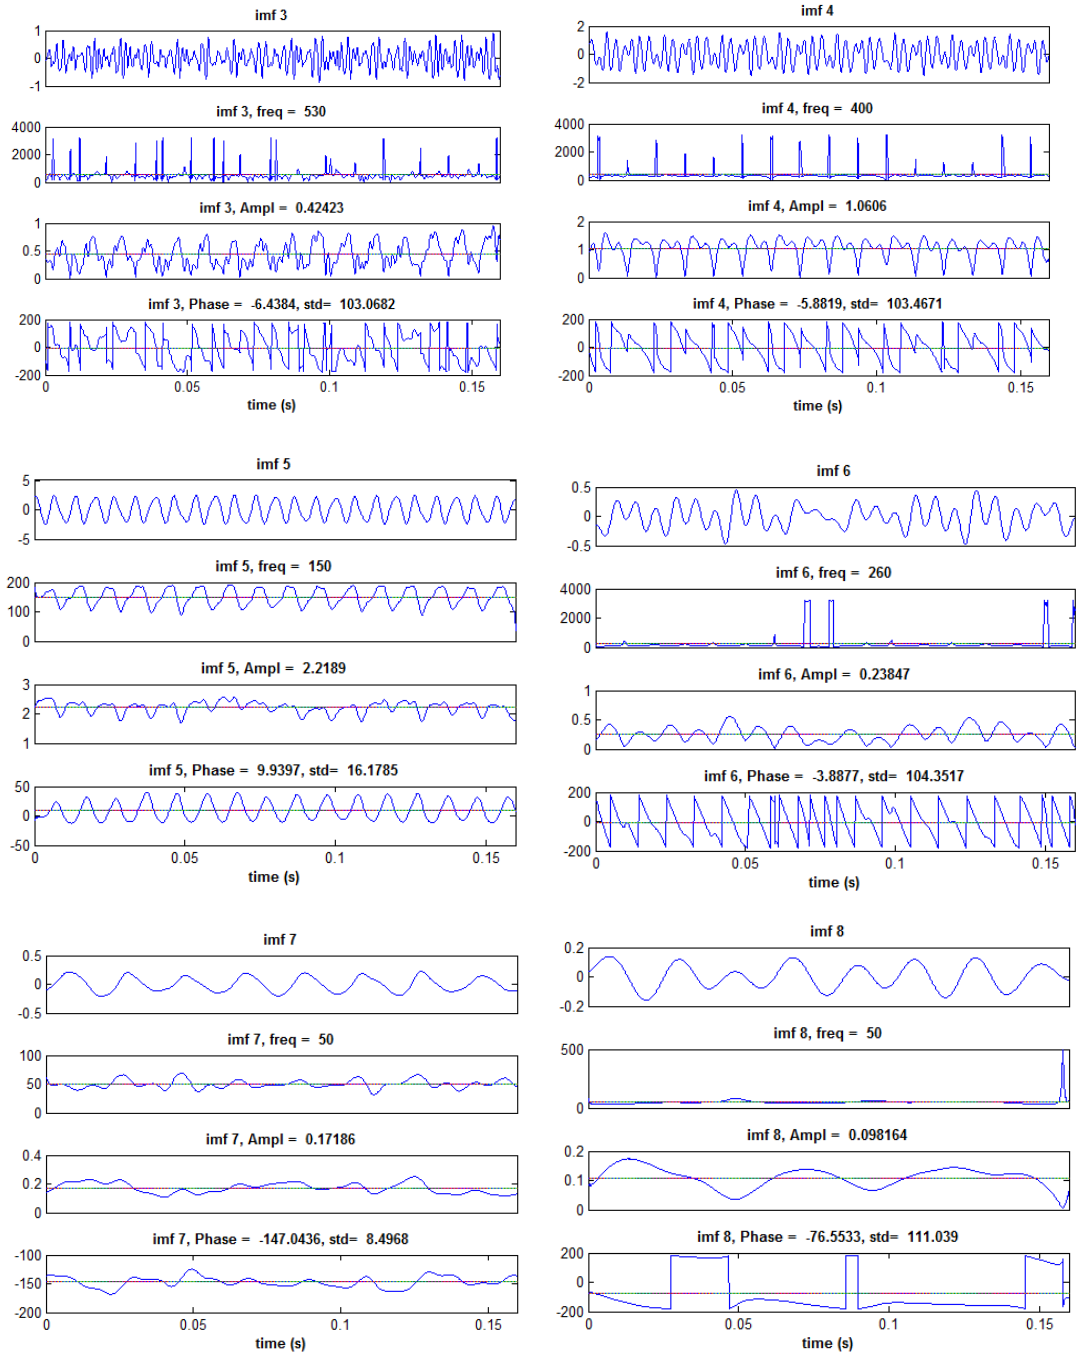 imf 3
1
0
-1
imf 3, freq = 530
4000
2000
0
imf 3, Ampl = 0.42423
1
0.5
0
imf 3, Phase = -6.4384, std= 103.0682
200
0
-200
0 0.05 0.1 0.15
time (s)
imf 4
2
0
-2
imf 4, freq = 400
4000
2000
0
imf 4, Ampl = 1.0606
2
1
0
imf 4, Phase = -5.8819, std= 103.4671
200
0
-200
0 0.05 0.1 0.15
time (s)
imf 5
5
0
-5
imf 5, freq = 150
200
100
0
imf 5, Ampl = 2.2189
3
2
1
imf 5, Phase = 9.9397, std= 16.1785
50
0
-50
0 0.05 0.1 0.15
time (s)
imf 6
0.5
0
-0.5
imf 6, freq = 260
4000
2000
0
imf 6, Ampl = 0.23847
1
0.5
0
imf 6, Phase = -3.8877, std= 104.3517
200
0
-200
0 0.05 0.1 0.15
time (s)
imf 7
0.5
0
-0.5
imf 7, freq = 50
100
50
0
imf 7, Ampl = 0.17186
0.4
0.2
0
imf 7, Phase = -147.0436, std= 8.4968
-100
-150
-200
0 0.05 0.1 0.15
time (s)
imf 8
0.2
0
-0.2
imf 8, freq = 50
500
0
imf 8, Ampl = 0.098164
0.2
0.1
0
imf 8, Phase = -76.5533, std= 111.039
200
0
-200
0 0.05 0.1 0.15
time (s)